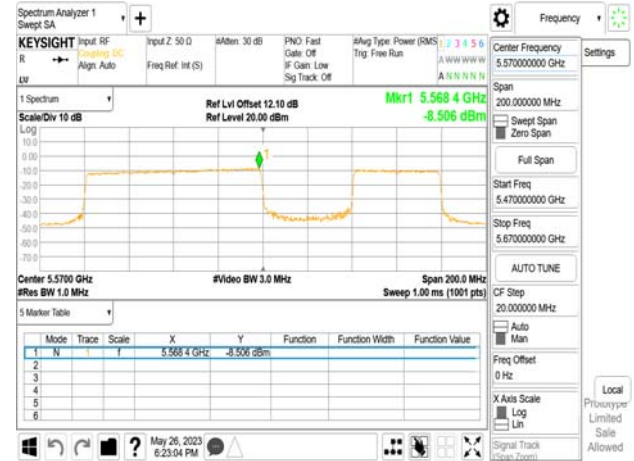 Spectrum Analyzer 1
Swept SA
+
Frequency
KEYSIGHT
R
Input: RF
Coupling: DC
Align: Auto
Input Z: 50 Ω
Freq Ref: Int (S)
#Atten: 30 dB
PNO: Fast
Gate: Off
IF Gain: Low
Sig Track: Off
#Avg Type: Power (RMS
Trig: Free Run
1 2 3 4 5 6
A W W W W W
A N N N N N
1 Spectrum
Scale/Div 10 dB
Ref Lvl Offset 12.10 dB
Ref Level 20.00 dBm
Mkr1 5.568 4 GHz
-8.506 dBm
Log
10.0
0.00
-10.0
-20.0
-30.0
-40.0
-50.0
-60.0
-70.0
1
Center 5.5700 GHz
#Res BW 1.0 MHz
#Video BW 3.0 MHz
Span 200.0 MHz
Sweep 1.00 ms (1001 pts)
5 Marker Table
Mode Trace Scale X Y Function Function Width Function Value
1 N 1 f 5.568 4 GHz -8.506 dBm
2
3
4
5
6
May 26, 2023
6:23:04 PM
?
Center Frequency
5.570000000 GHz
Settings
Span
200.000000 MHz
Swept Span
Zero Span
Full Span
Start Freq
5.470000000 GHz
Stop Freq
5.670000000 GHz
AUTO TUNE
CF Step
20.000000 MHz
Auto
Man
Freq Offset
0 Hz
X Axis Scale
Log
Lin
Signal Track
(Span Zoom)
Local
Prototype
Limited
Sale
Allowed